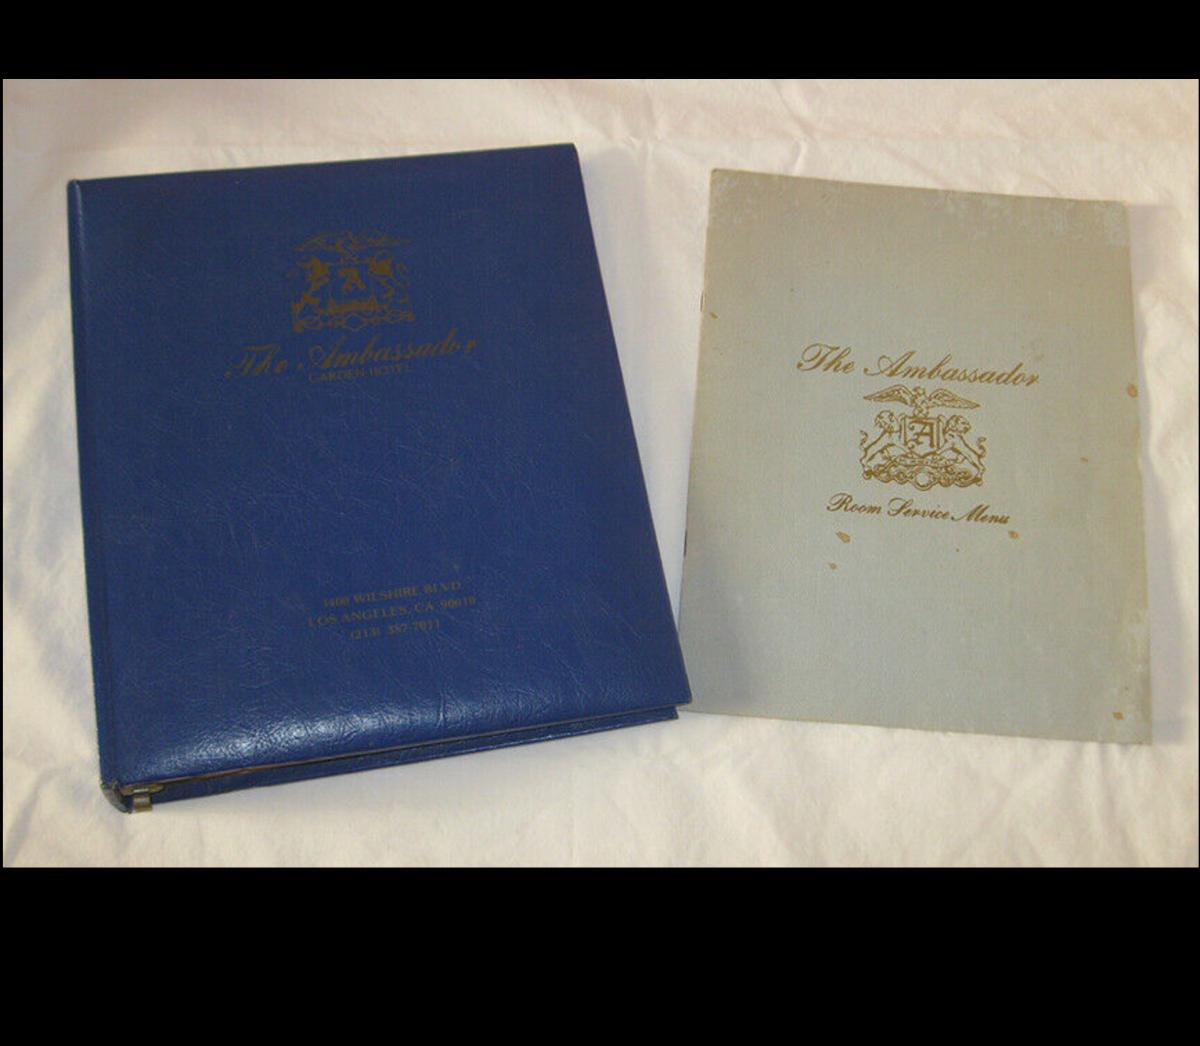 A
The Ambassador
GARDEN HOTEL
3400 WILSHIRE BLVD
LOS ANGELES, CA 90010
(213) 387-7011
The Ambassador
A
Room Service Menu